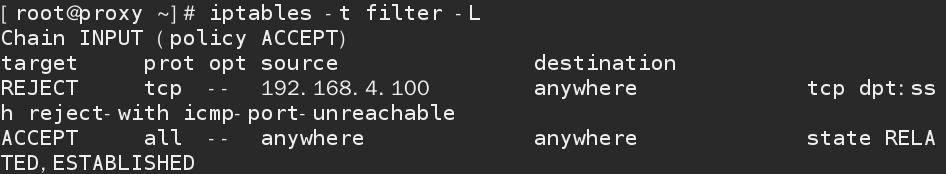 [root@proxy ~]# iptables -t filter -L
Chain INPUT (policy ACCEPT)
target     prot opt source               destination
REJECT     tcp  --  192.168.4.100        anywhere             tcp dpt:ss
h reject-with icmp-port-unreachable
ACCEPT     all  --  anywhere             anywhere             state RELA
TED,ESTABLISHED